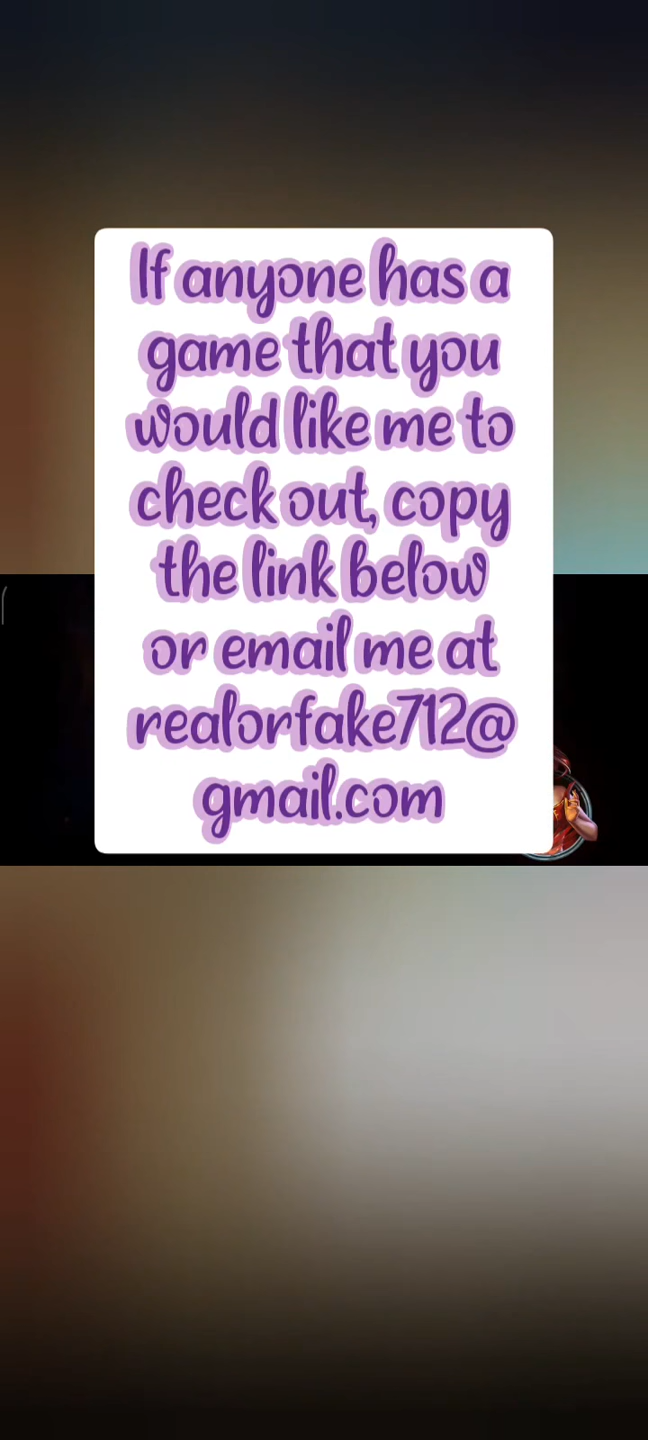 If anyone has a
game that you
would like me to
check out, copy
the link below
or email me at
realorfake712@
gmail.com